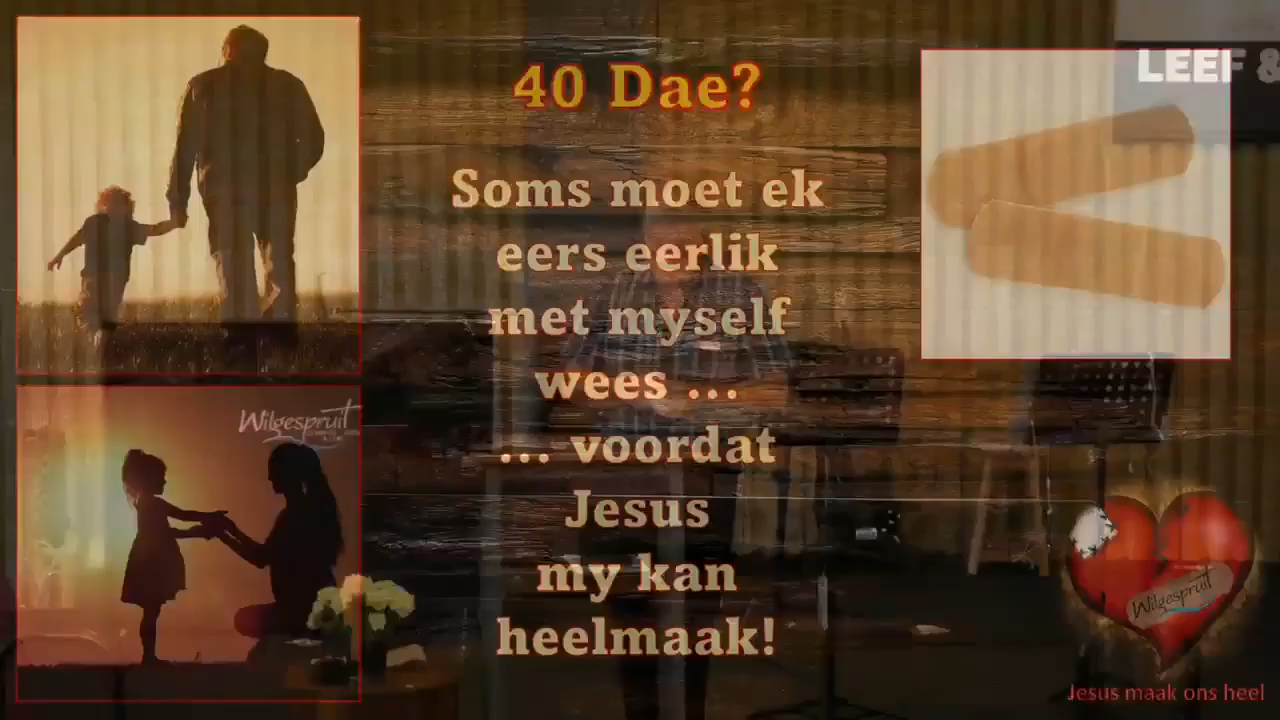 40 Dae?
Soms moet ek
eers eerlik
met myself
wees ...
... voordat
Jesus
my kan
heelmaak!
LEEF &
Wilgespruit
Wilgespruit
Jesus maak ons heel